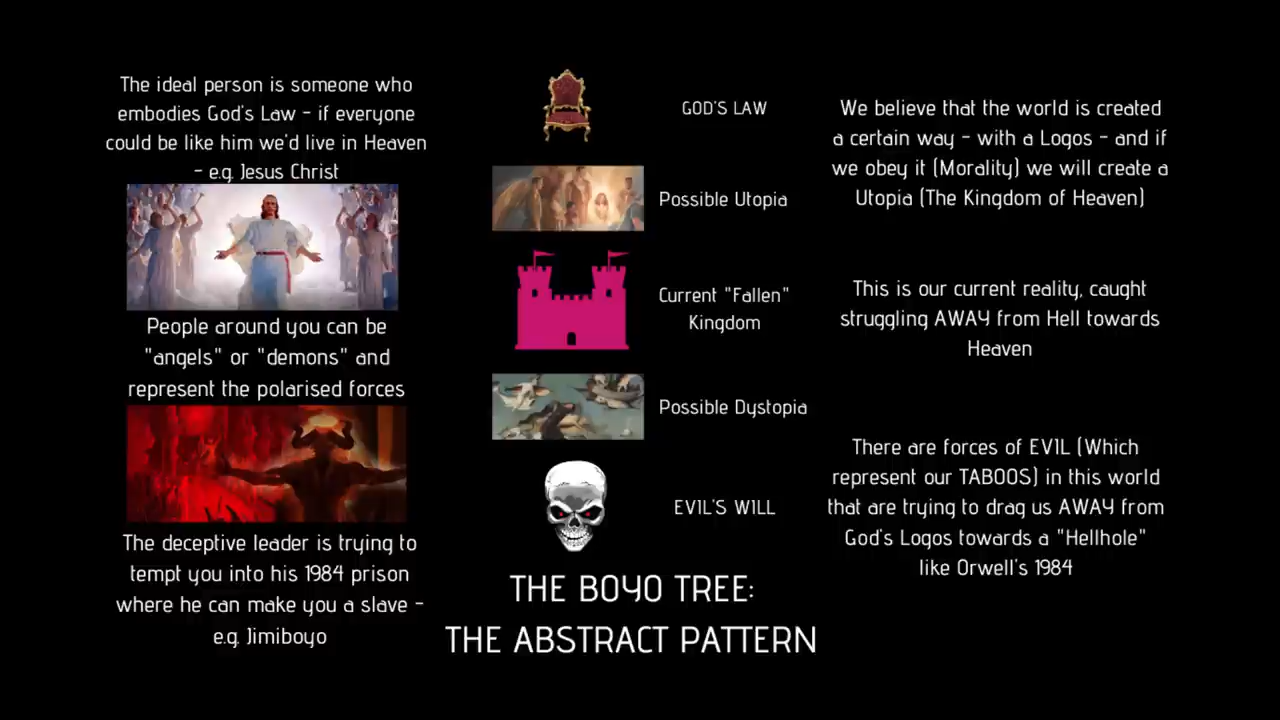 The ideal person is someone who
embodies God's Law - if everyone
could be like him we'd live in Heaven
- e.g. Jesus Christ
People around you can be
"angels" or "demons" and
represent the polarised forces
The deceptive leader is trying to
tempt you into his 1984 prison
where he can make you a slave -
e.g. Jimiboyo
GOD'S LAW
Possible Utopia
Current "Fallen"
Kingdom
Possible Dystopia
EVIL'S WILL
THE BOYO TREE:
THE ABSTRACT PATTERN
We believe that the world is created
a certain way - with a Logos - and if
we obey it (Morality) we will create a
Utopia (The Kingdom of Heaven)
This is our current reality, caught
struggling AWAY from Hell towards
Heaven
There are forces of EVIL (Which
represent our TABOOS) in this world
that are trying to drag us AWAY from
God's Logos towards a "Hellhole"
like Orwell's 1984